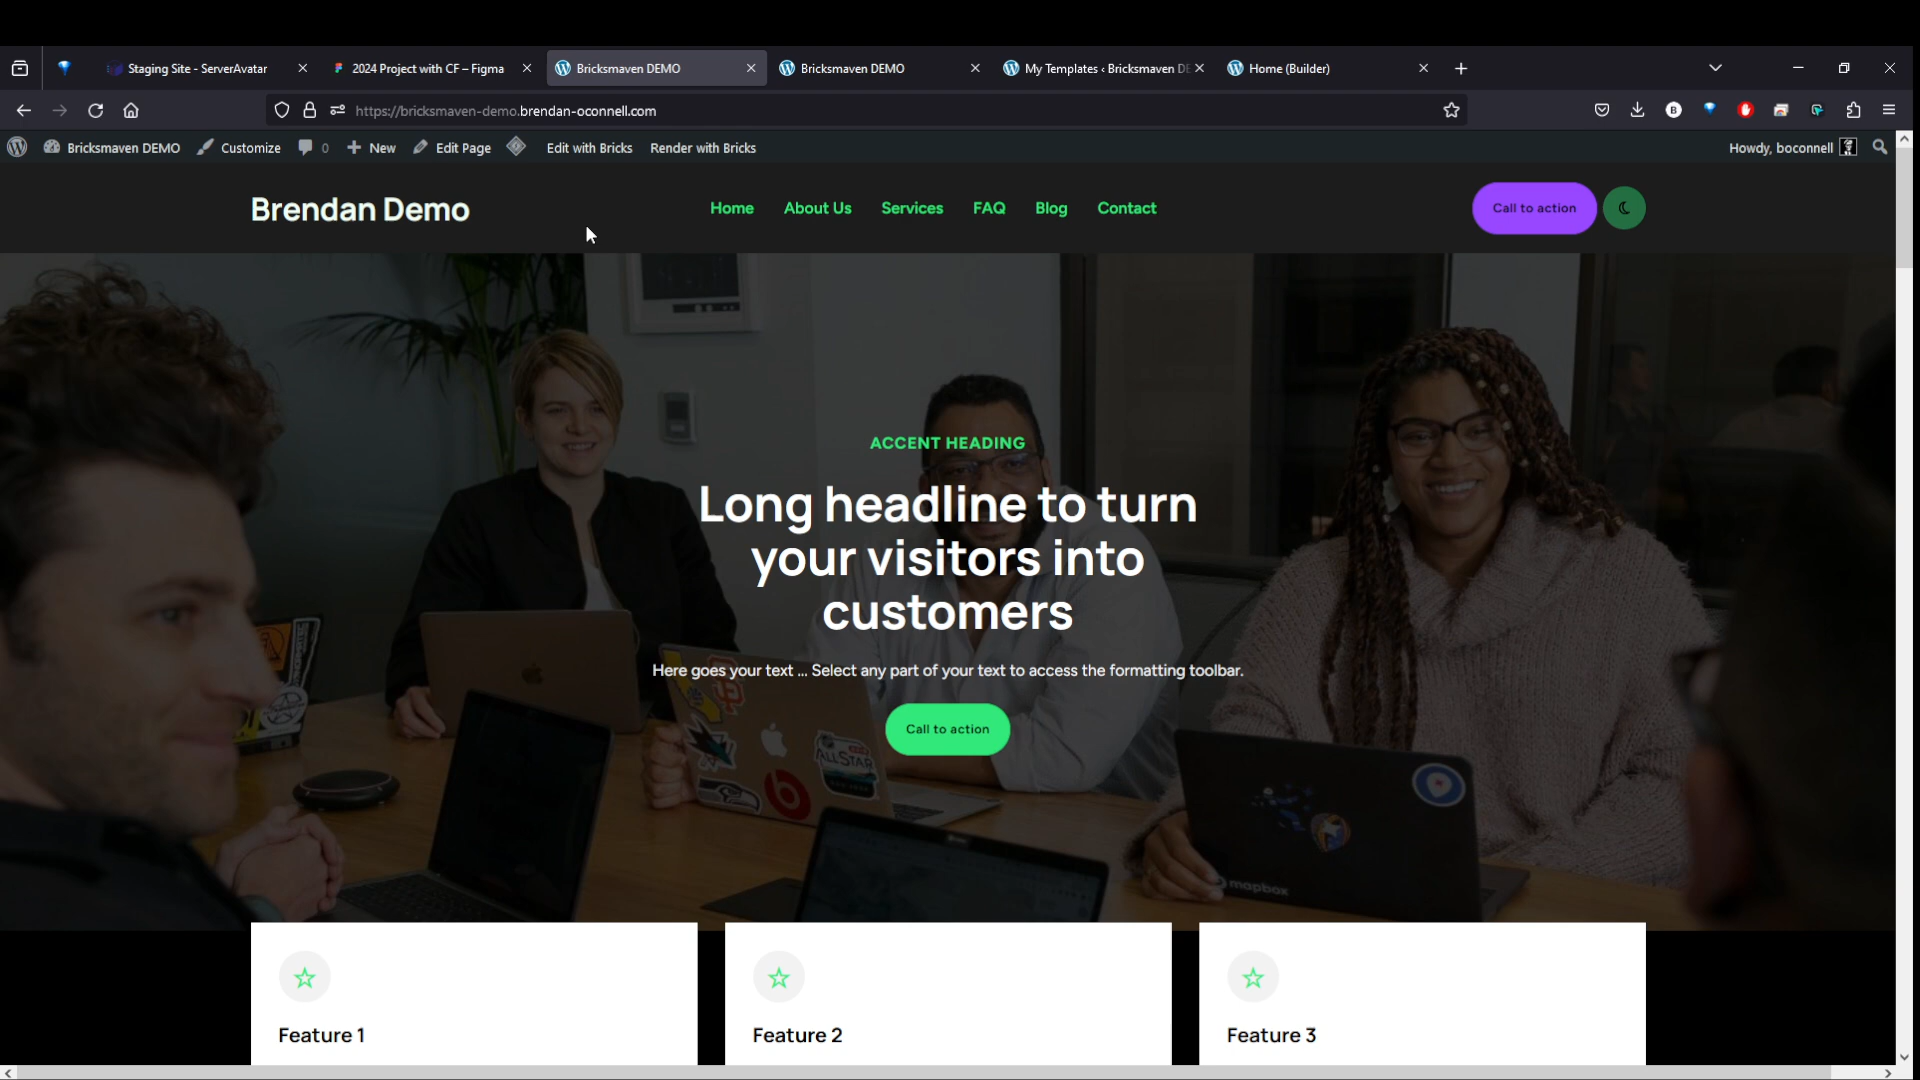 Staging Site - ServerAvatar
2024 Project with CF – Figma
Bricksmaven DEMO
Bricksmaven DEMO
My Templates ‹ Bricksmaven DE
Home (Builder)
https://bricksmaven-demo.brendan-oconnell.com
B
Bricksmaven DEMO
Customize
0
New
Edit Page
Edit with Bricks
Render with Bricks
Howdy, boconnell
Brendan Demo
Home
About Us
Services
FAQ
Blog
Contact
Call to action
ACCENT HEADING
Long headline to turn
your visitors into
customers
Here goes your text ... Select any part of your text to access the formatting toolbar.
Call to action
ALL STAR
mapbox
Feature 1
Feature 2
Feature 3